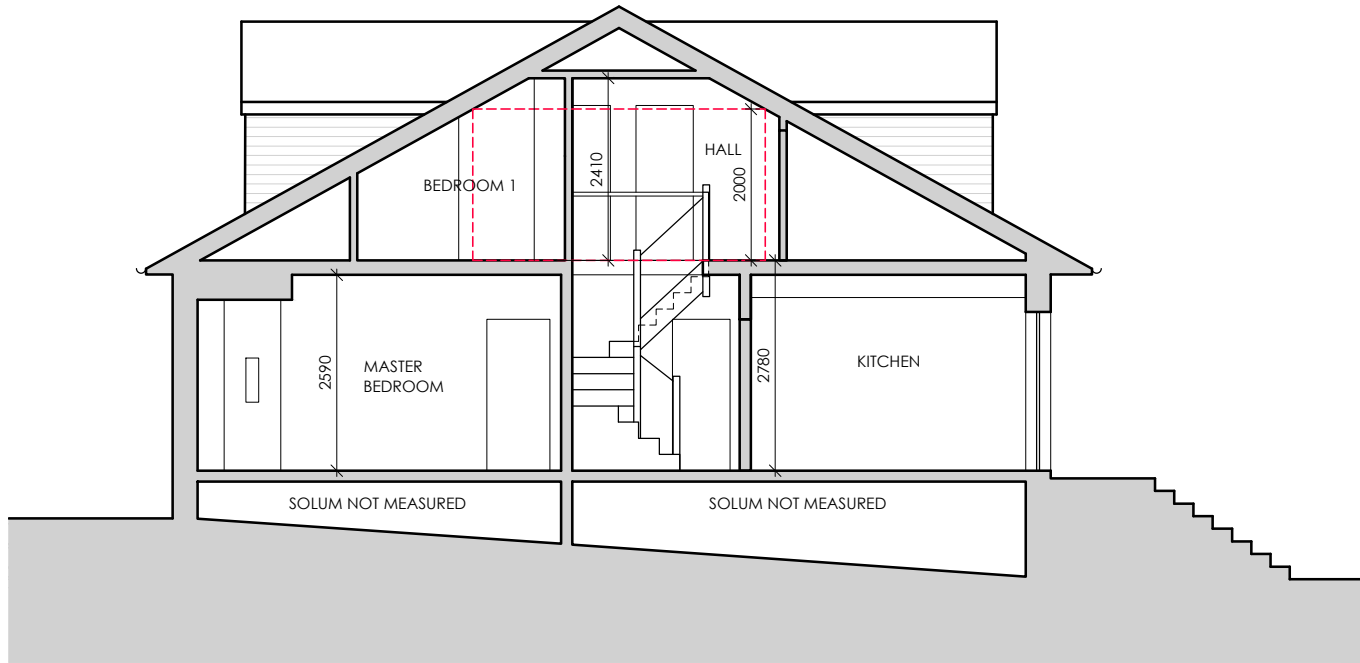 HALL
BEDROOM 1
2410
2000
MASTER
BEDROOM
2590
2780
KITCHEN
SOLUM NOT MEASURED
SOLUM NOT MEASURED